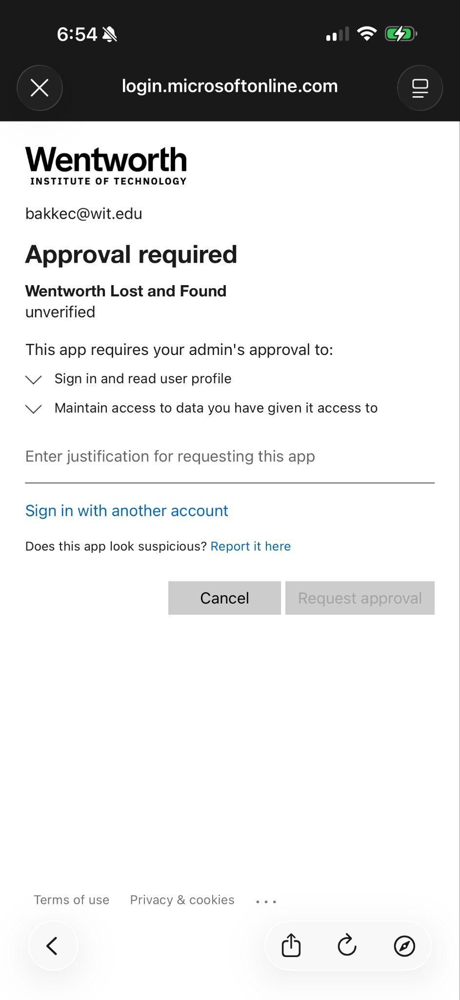 6:54
login.microsoftonline.com
Wentworth
INSTITUTE OF TECHNOLOGY
bakkec@wit.edu
Approval required
Wentworth Lost and Found
unverified
This app requires your admin's approval to:
Sign in and read user profile
Maintain access to data you have given it access to
Enter justification for requesting this app
Sign in with another account
Does this app look suspicious? Report it here
Cancel Request approval
Terms of use Privacy & cookies ...